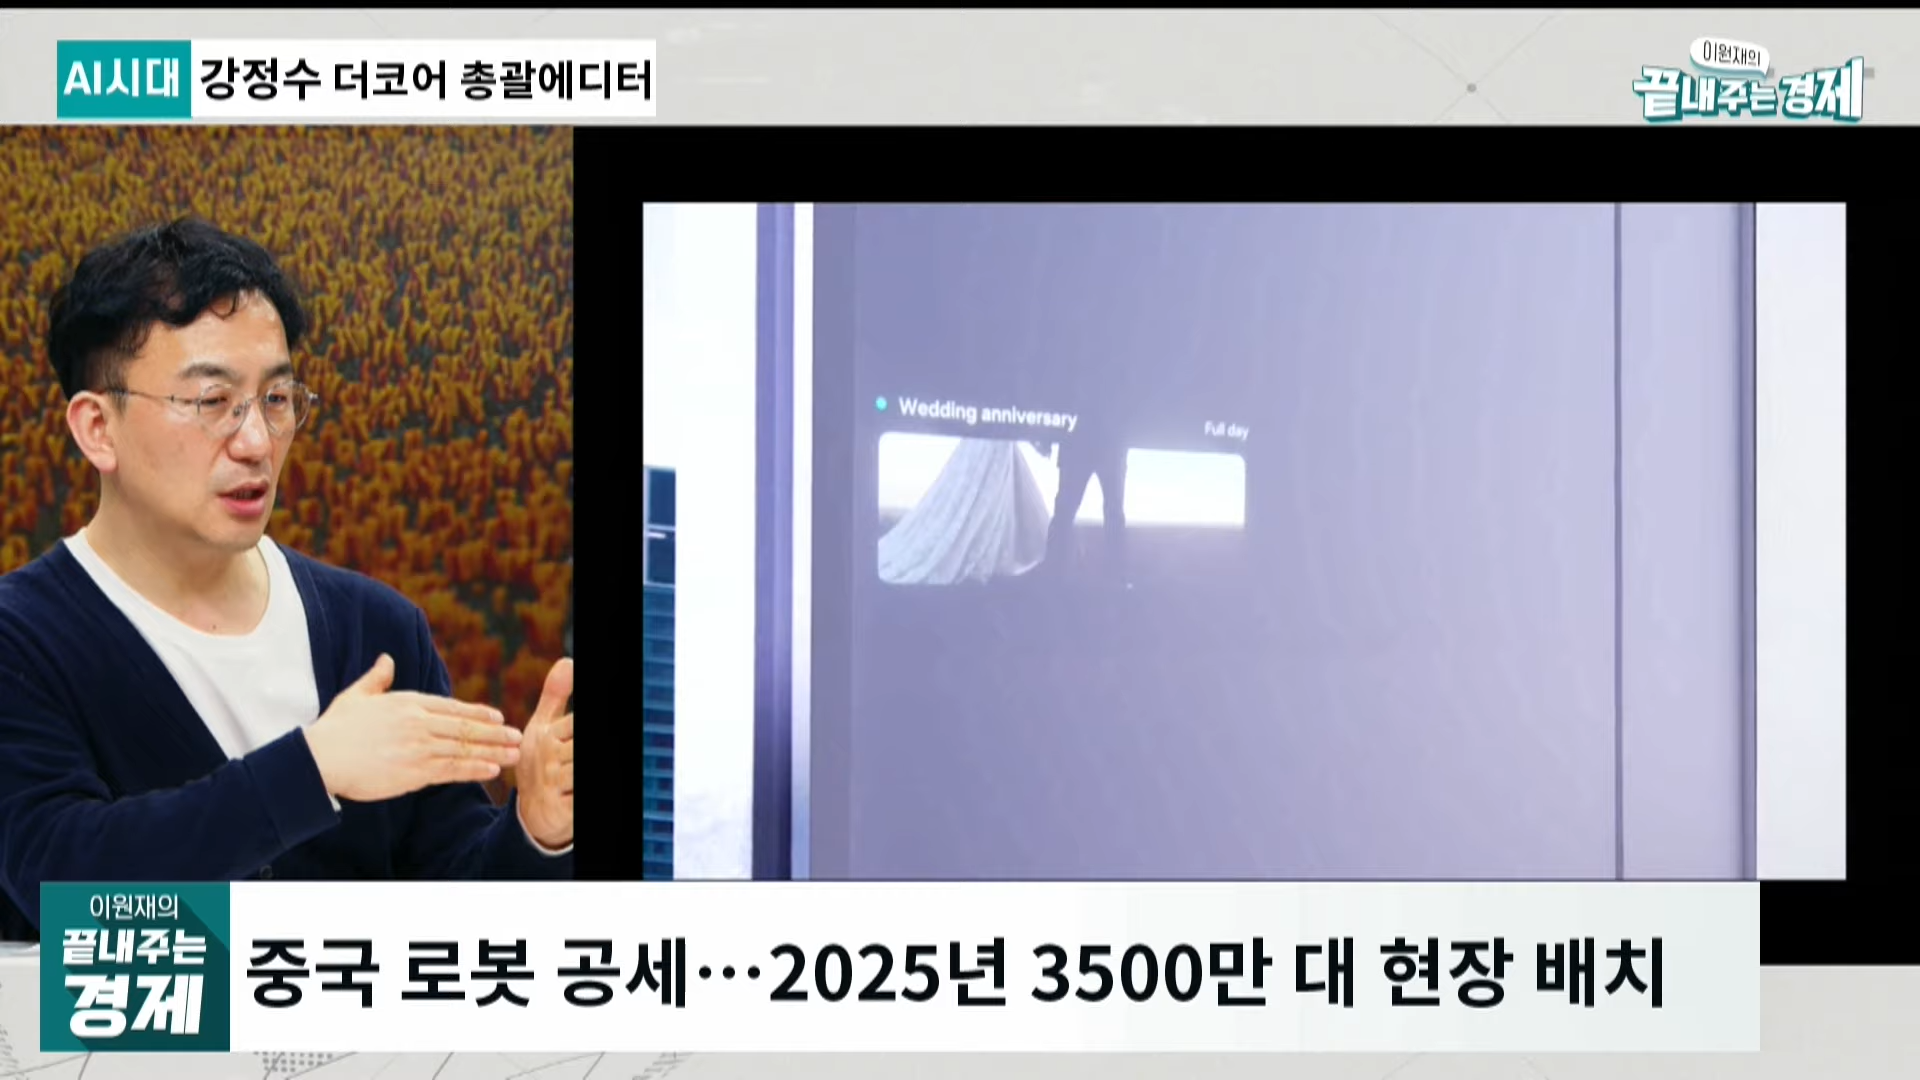 AI시대 강정수 더코어 총괄에디터
이원재의
끝내주는 경제
Wedding anniversary
Full day
이원재의
끝내주는
경제
중국 로봇 공세…2025년 3500만 대 현장 배치